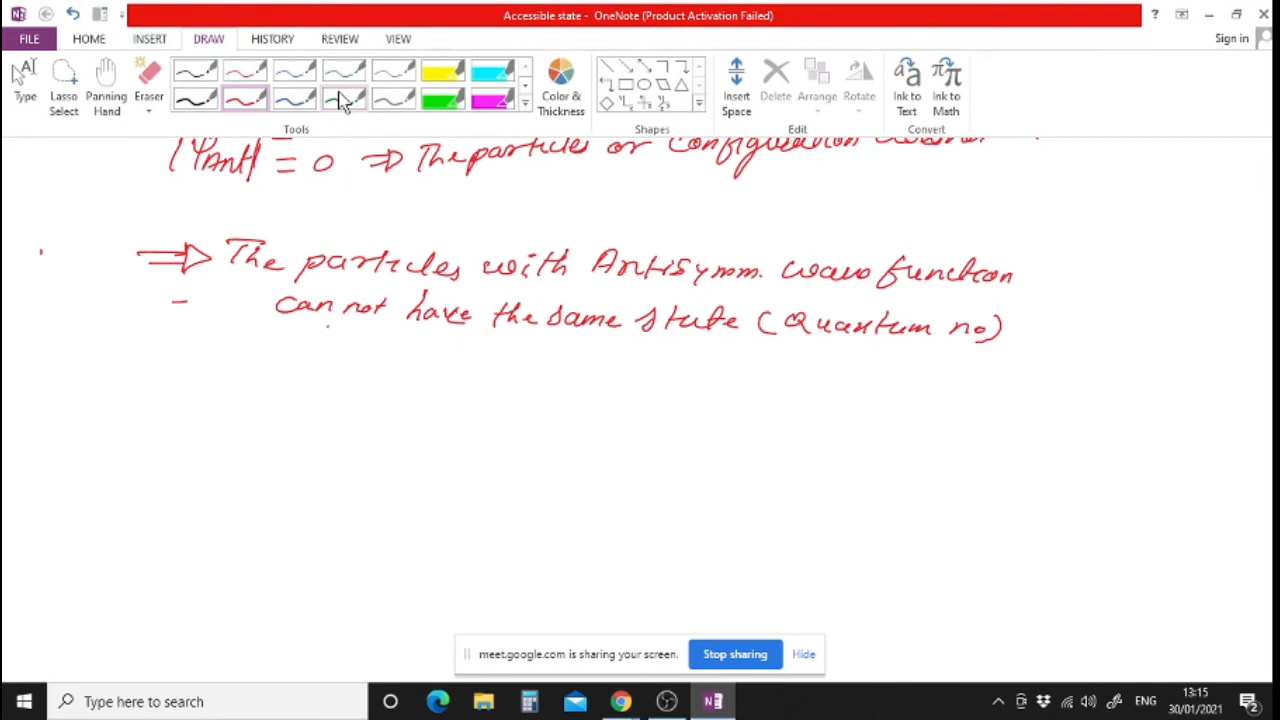 Accessible state - OneNote (Product Activation Failed)
?
Sign in
FILE HOME INSERT DRAW HISTORY REVIEW VIEW
Type
Lasso Select
Panning Hand
Eraser
Color & Thickness
Insert Space
Delete
Arrange
Rotate
Ink to Text
Ink to Math
Tools
Shapes
Edit
Convert
|ψAnt| = 0 ⇒ The particles or configuration
⇒ The particles with Antisymm. wave function
can not have the same state (Quantum no)
meet.google.com is sharing your screen. Stop sharing Hide
Type here to search
ENG
13:15
30/01/2021
2